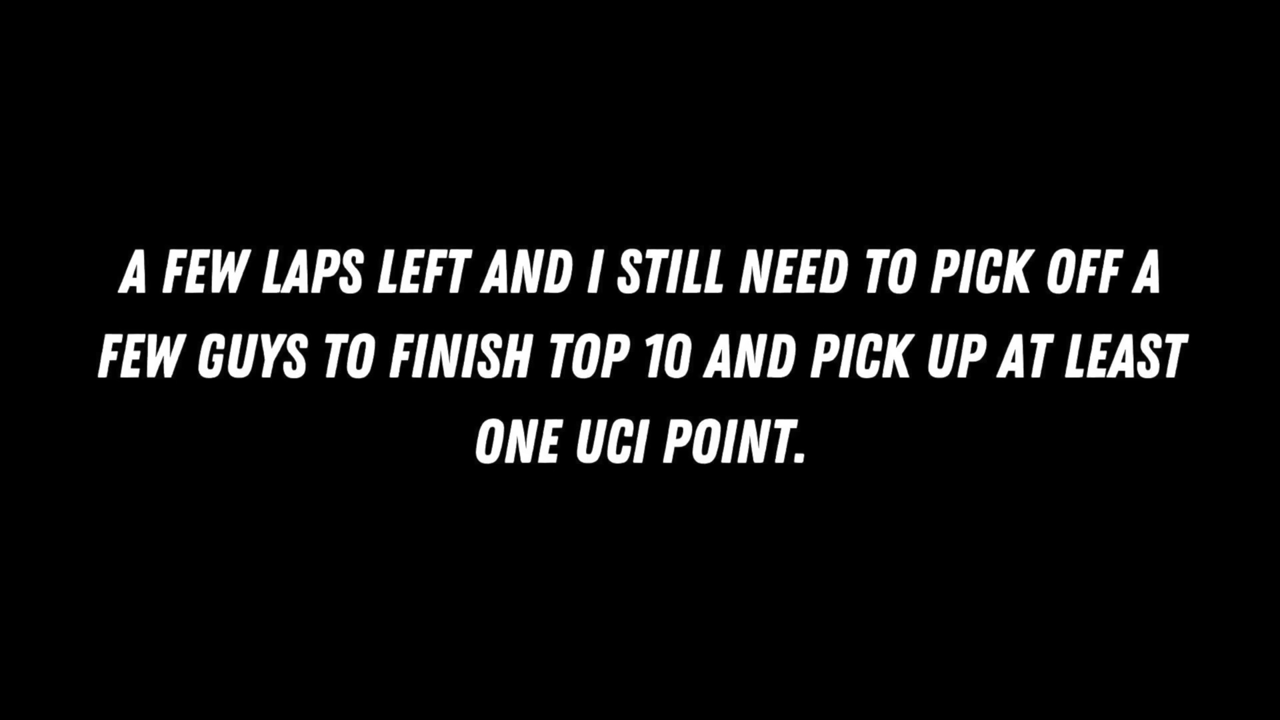 A FEW LAPS LEFT AND I STILL NEED TO PICK OFF A
FEW GUYS TO FINISH TOP 10 AND PICK UP AT LEAST
ONE UCI POINT.